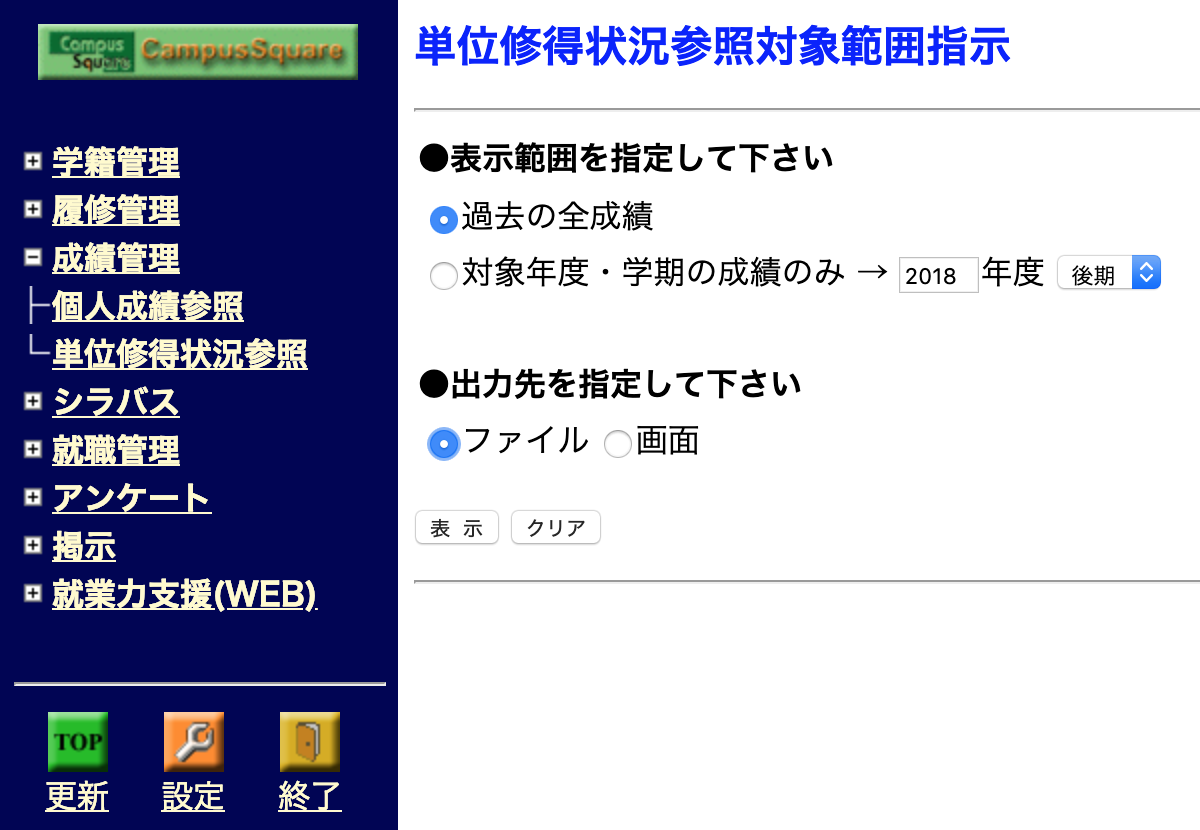 Campus
Square
CampusSquare
学籍管理
履修管理
成績管理
個人成績参照
単位修得状況参照
シラバス
就職管理
アンケート
掲示
就業力支援(WEB)
TOP
更新 設定 終了
単位修得状況参照対象範囲指示
●表示範囲を指定して下さい
過去の全成績
対象年度・学期の成績のみ → 2018 年度 後期
●出力先を指定して下さい
ファイル 画面
表 示 クリア